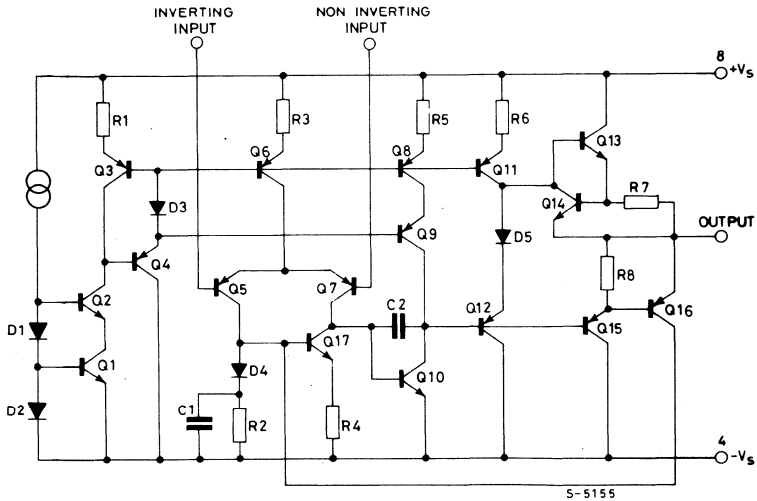 INVERTING
INPUT
NON INVERTING
INPUT
8
+Vs
R1
R3
R5
R6
Q13
Q3
Q6
Q8
Q11
D3
Q14
R7
OUTPUT
Q4
Q9
D5
R8
Q5
Q7
Q2
C2
Q12
Q15
Q16
D1
Q17
Q1
D4
Q10
C1
D2
R2
R4
4
-Vs
S-5155